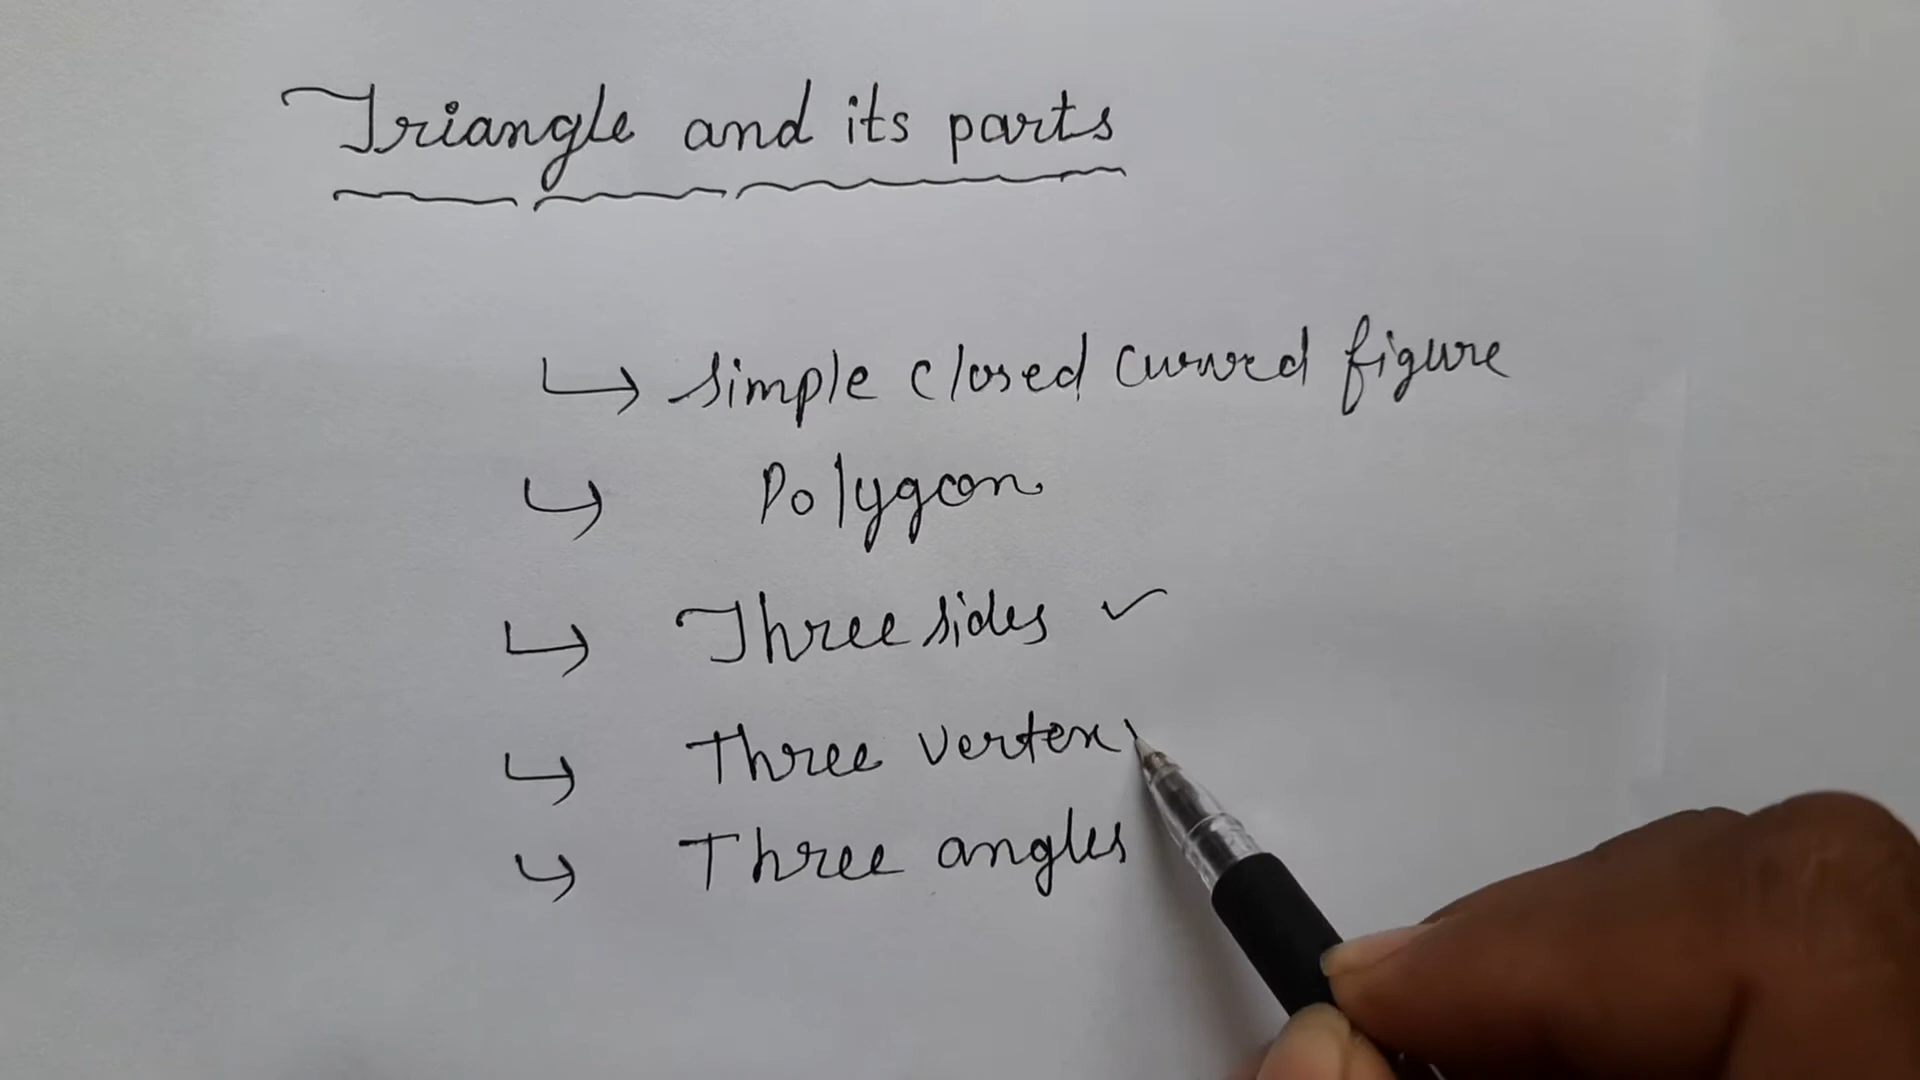 Triangle and its parts
↳ Simple closed curved figure
↳ Polygon
↳ Three sides ✓
↳ Three vertex
↳ Three angles